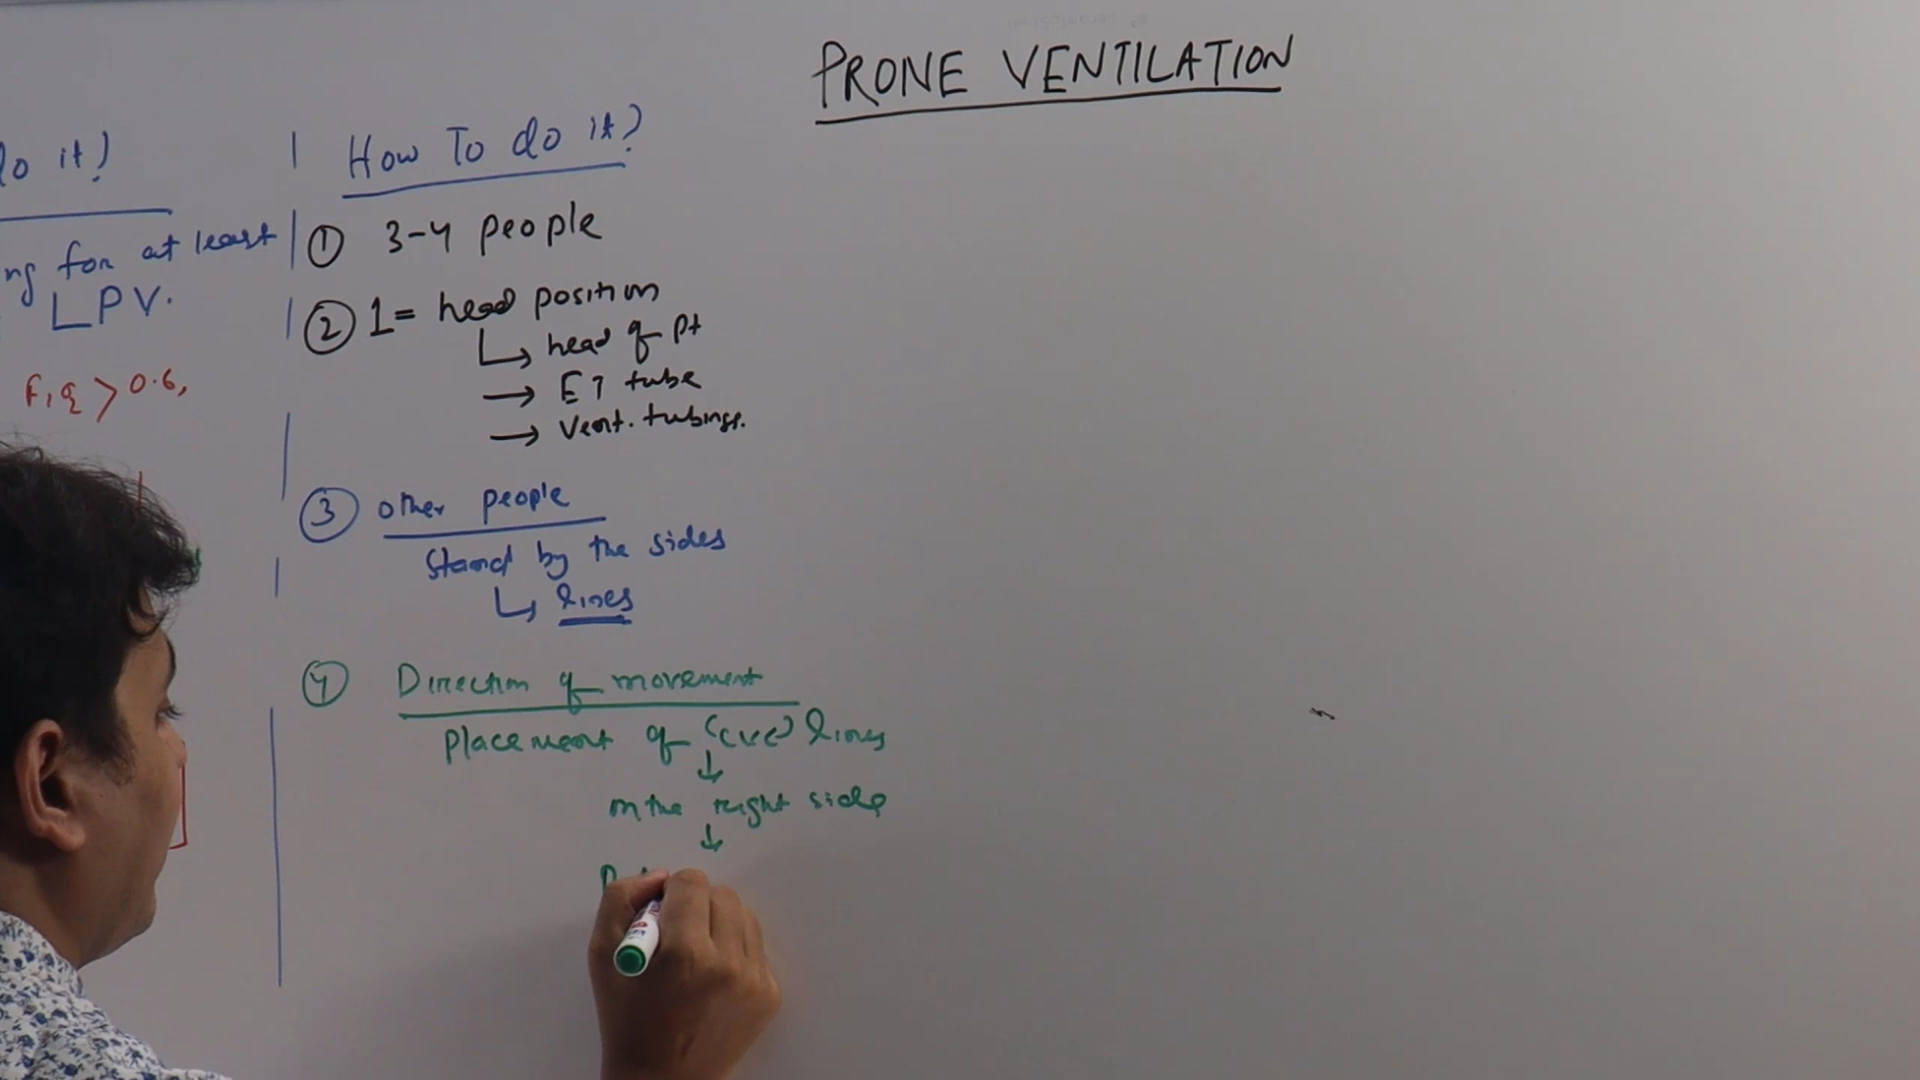 PRONE VENTILATION
do it?
ng for at least
LPV.
FiO2 > 0.6,
How To do it?
① 3-4 people
② 1 = head position
↳ head of pt
→ ET tube
→ Vent. tubings.
③ other people
Stand by the sides
↳ lines
④ Direction of movement
Placement of (CVC) lines
↓
on the right side
↓